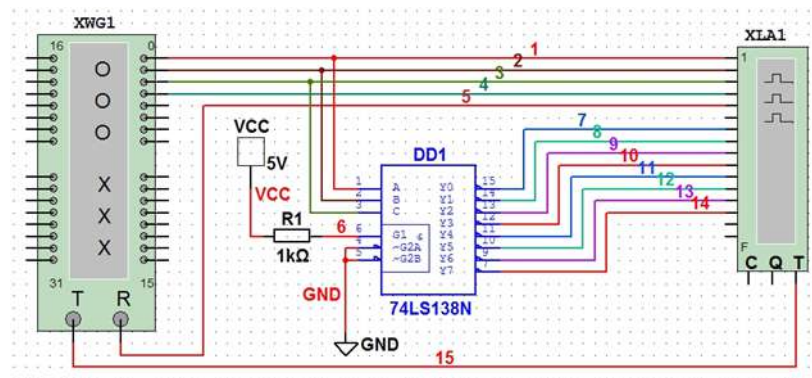 XWG1
XLA1
16
0
1
1
2
3
4
5
VCC
7
8
9
10
11
12
13
14
5V
DD1
VCC
R1
6
1kΩ
1
2
3
6
4
5
A
B
C
G1
~G2A
~G2B
Y0
Y1
Y2
Y3
Y4
Y5
Y6
Y7
15
14
13
12
11
10
9
7
O
O
O
X
X
X
31
15
T
R
F
C
Q
T
GND
74LS138N
GND
15